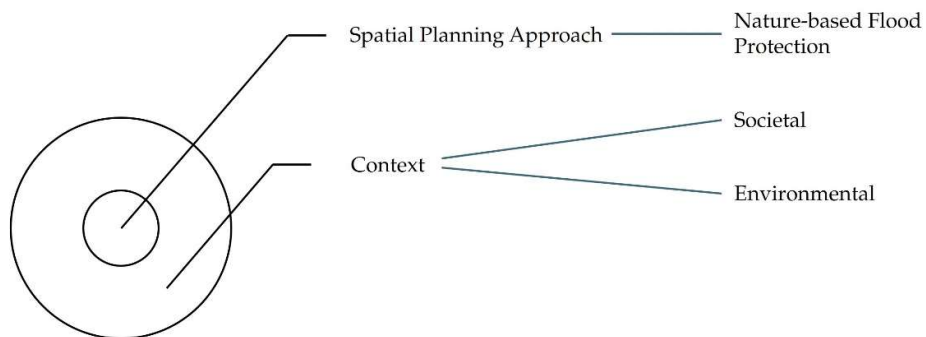 Spatial Planning Approach
Nature-based Flood
Protection
Societal
Context
Environmental